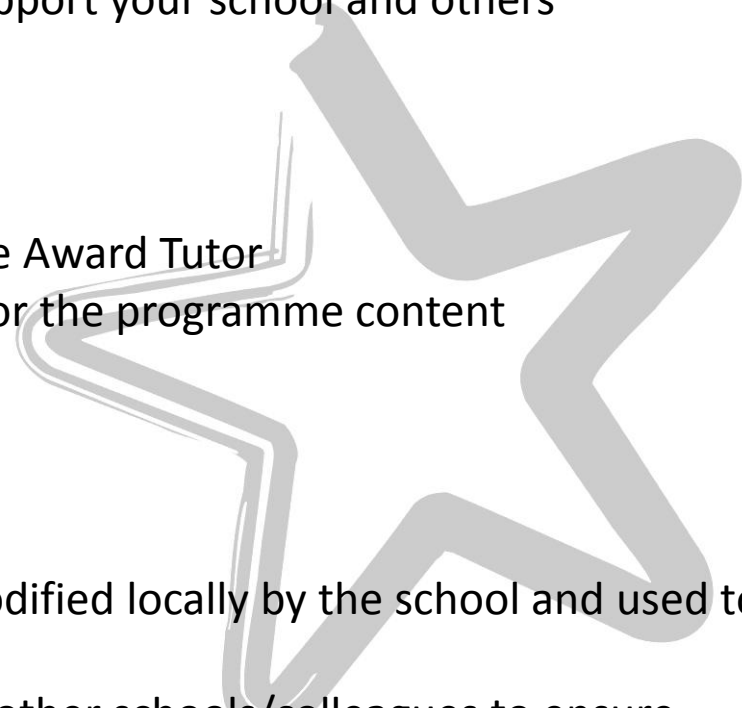 pport your school and others
e Award Tutor
or the programme content
dified locally by the school and used to
other schools/colleagues to ensure